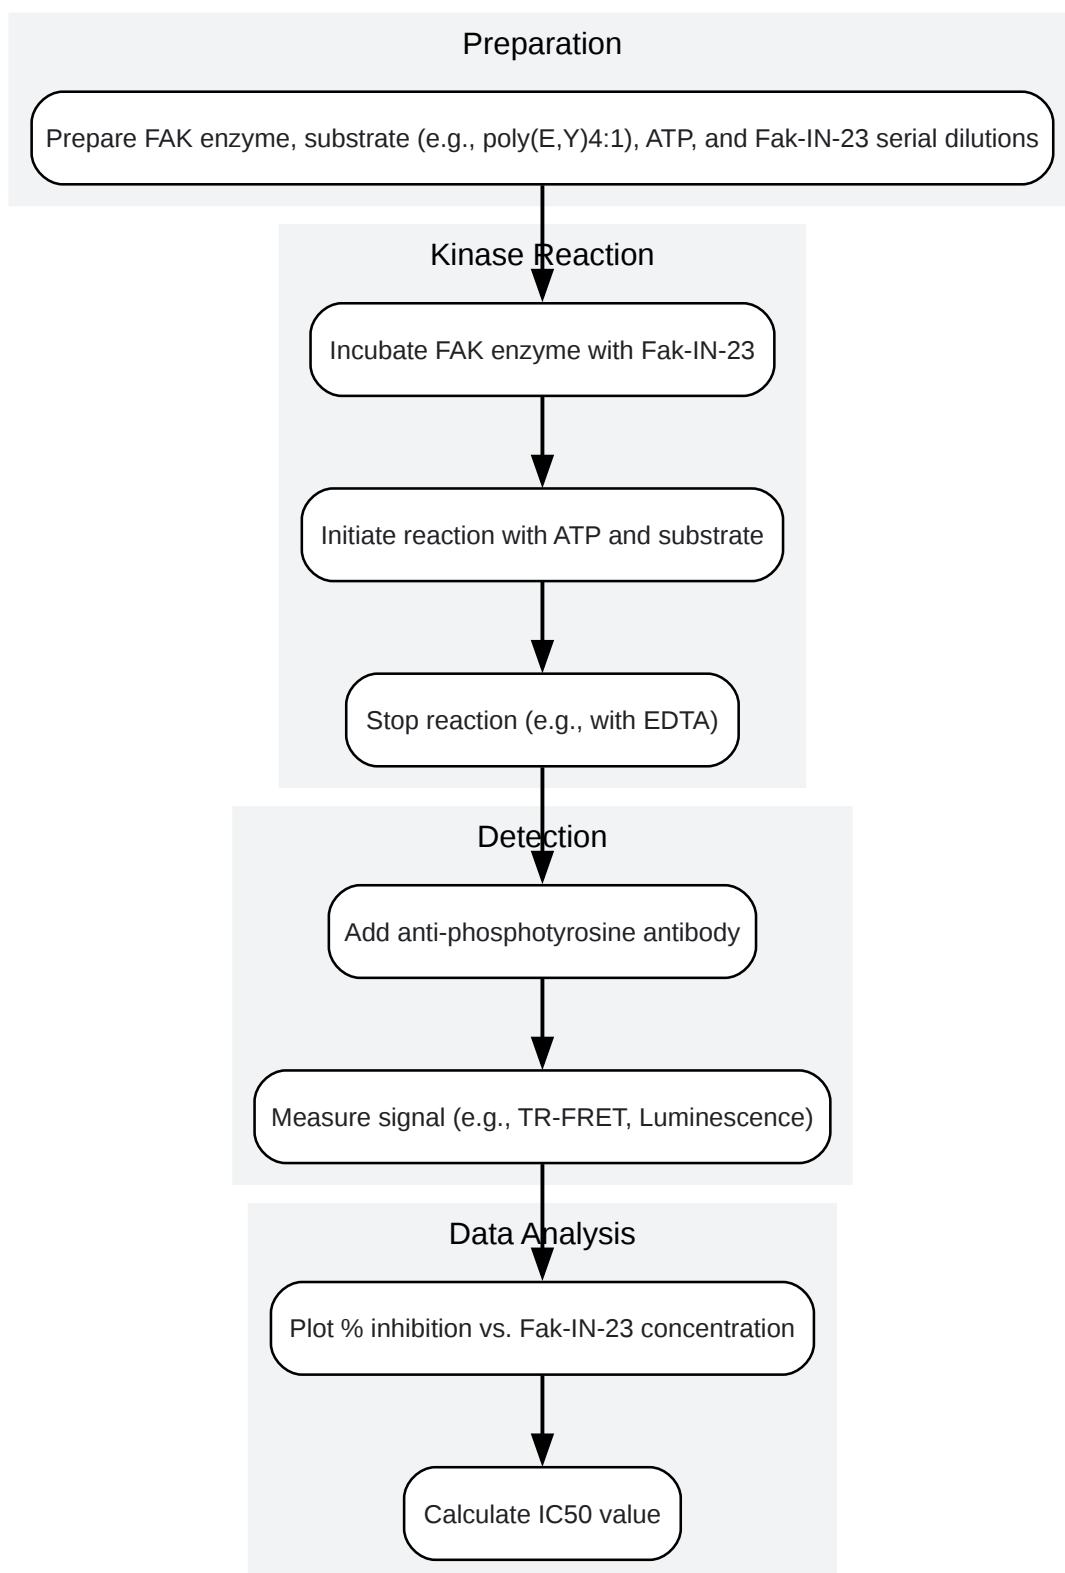 Preparation
Prepare FAK enzyme, substrate (e.g., poly(E,Y)4:1), ATP, and Fak-IN-23 serial dilutions
Kinase Reaction
Incubate FAK enzyme with Fak-IN-23
Initiate reaction with ATP and substrate
Stop reaction (e.g., with EDTA)
Detection
Add anti-phosphotyrosine antibody
Measure signal (e.g., TR-FRET, Luminescence)
Data Analysis
Plot % inhibition vs. Fak-IN-23 concentration
Calculate IC50 value